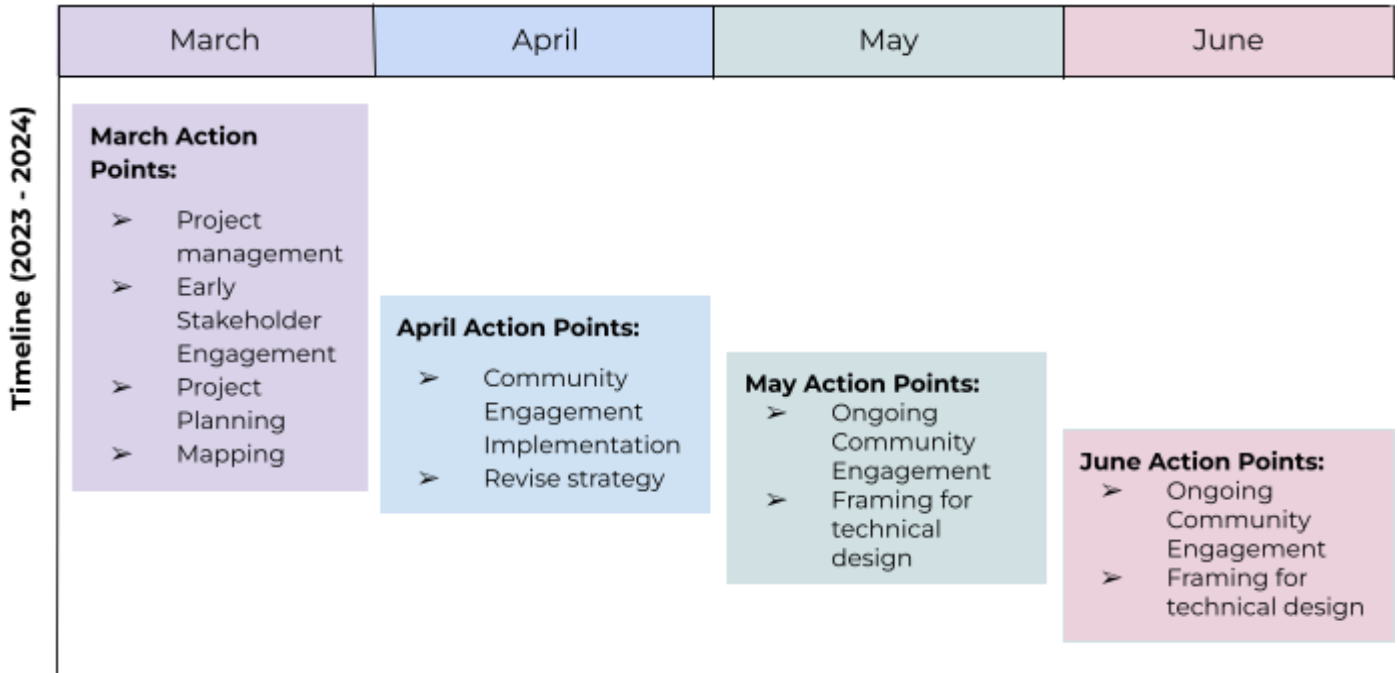 March
April
May
June
Timeline (2023 - 2024)
March Action
Points:
➢ Project
management
➢ Early
Stakeholder
Engagement
➢ Project
Planning
➢ Mapping
April Action Points:
➢ Community
Engagement
Implementation
➢ Revise strategy
May Action Points:
➢ Ongoing
Community
Engagement
➢ Framing for
technical
design
June Action Points:
➢ Ongoing
Community
Engagement
➢ Framing for
technical design